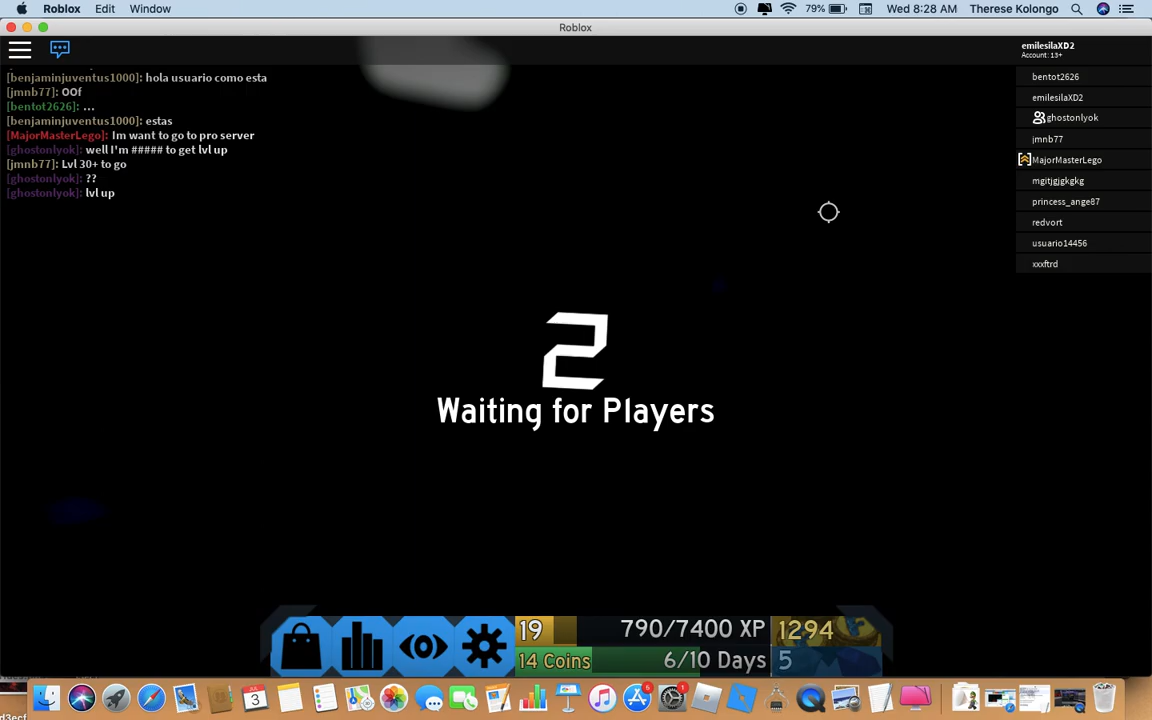 Roblox Edit Window 79% Wed 8:28 AM Therese Kolongo
Roblox
emilesilaXD2
Account: 13+
[benjaminjuventus1000]: hola usuario como esta
[jmnb77]: OOf
[bentot2626]: ...
[benjaminjuventus1000]: estas
[MajorMasterLego]: Im want to go to pro server
[ghostonlyok]: well I'm ##### to get lvl up
[jmnb77]: Lvl 30+ to go
[ghostonlyok]: ??
[ghostonlyok]: lvl up
bentot2626
emilesilaXD2
ghostonlyok
jmnb77
MajorMasterLego
mgitjgjgkgkg
princess_ange87
redvort
usuario14456
xxxftrd
2
Waiting for Players
19 790/7400 XP 1294
14 Coins 6/10 Days 5
3
5
1